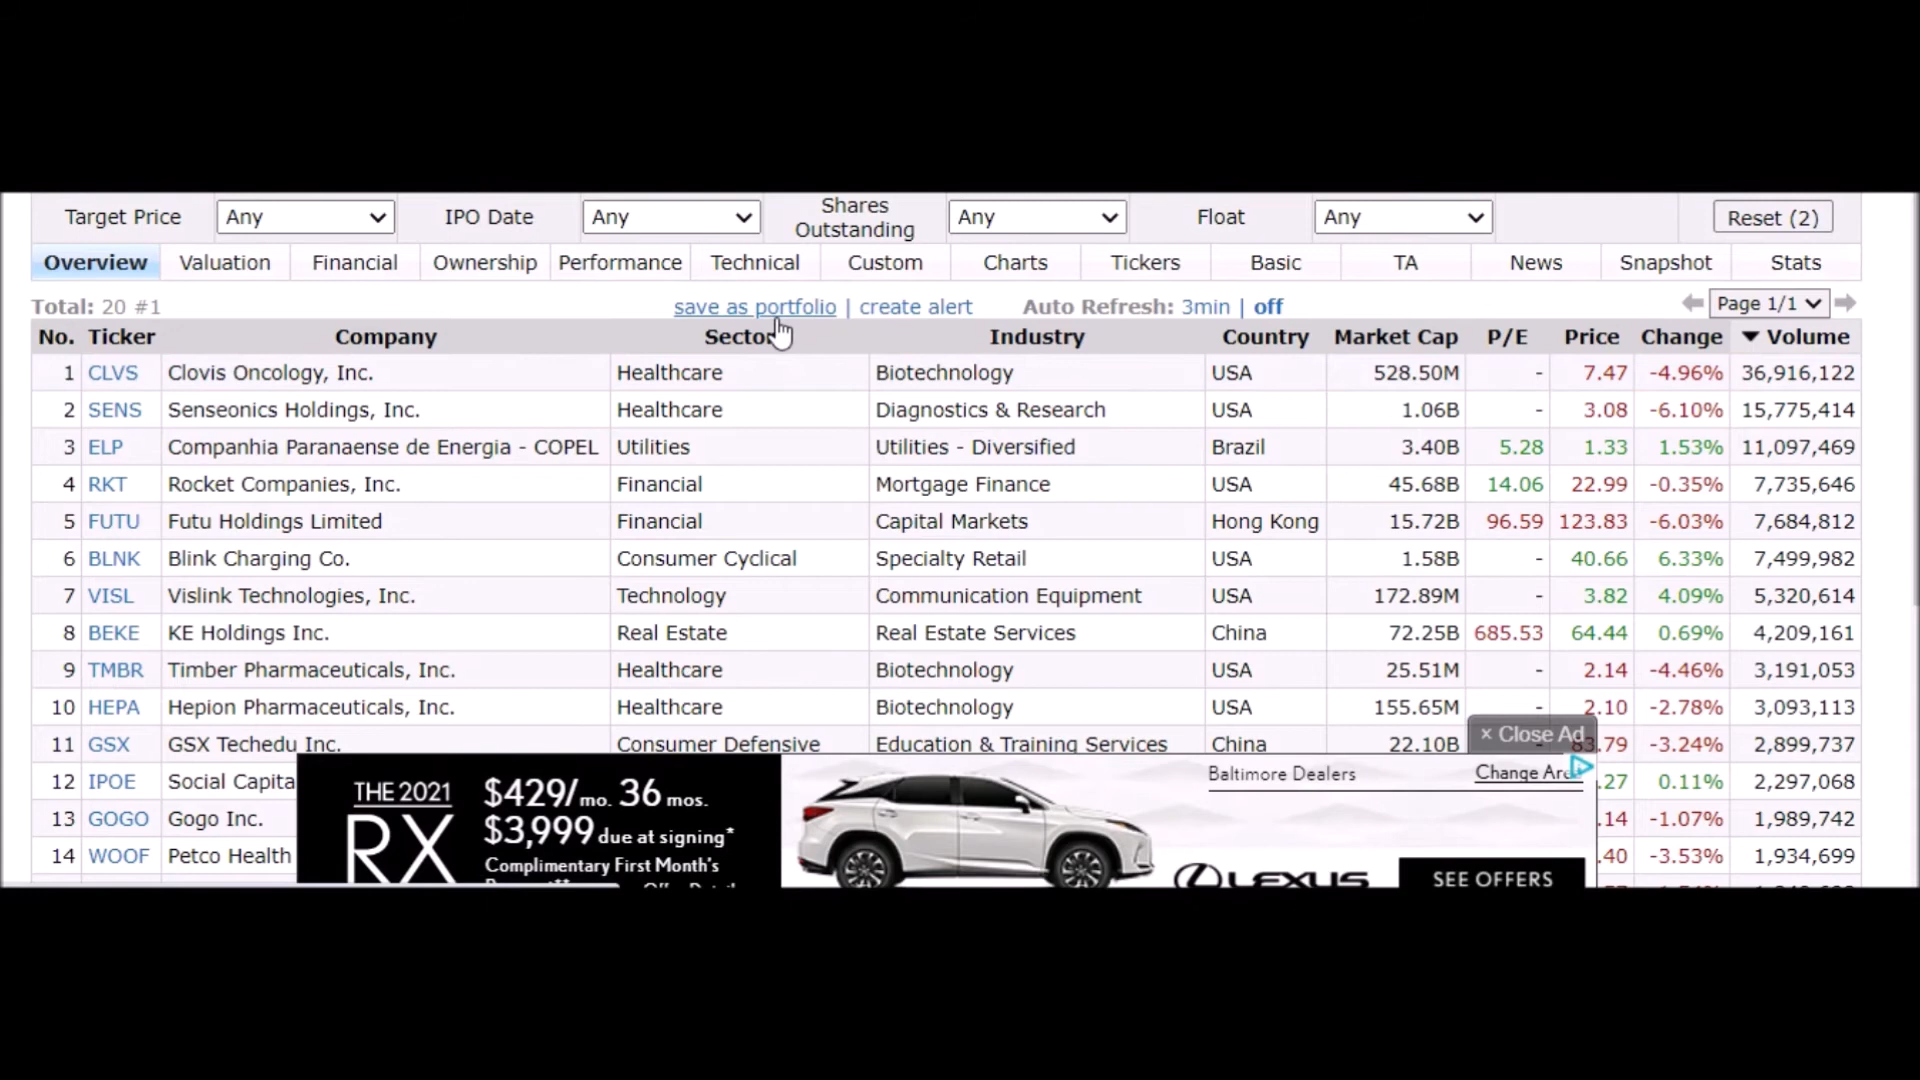 Target Price Any IPO Date Any Shares Outstanding Any Float Any Reset (2)
Overview Valuation Financial Ownership Performance Technical Custom Charts Tickers Basic TA News Snapshot Stats
Total: 20 #1 save as portfolio | create alert Auto Refresh: 3min | off Page 1/1
No. Ticker Company Sector Industry Country Market Cap P/E Price Change Volume
1 CLVS Clovis Oncology, Inc. Healthcare Biotechnology USA 528.50M - 7.47 -4.96% 36,916,122
2 SENS Senseonics Holdings, Inc. Healthcare Diagnostics & Research USA 1.06B - 3.08 -6.10% 15,775,414
3 ELP Companhia Paranaense de Energia - COPEL Utilities Utilities - Diversified Brazil 3.40B 5.28 1.33 1.53% 11,097,469
4 RKT Rocket Companies, Inc. Financial Mortgage Finance USA 45.68B 14.06 22.99 -0.35% 7,735,646
5 FUTU Futu Holdings Limited Financial Capital Markets Hong Kong 15.72B 96.59 123.83 -6.03% 7,684,812
6 BLNK Blink Charging Co. Consumer Cyclical Specialty Retail USA 1.58B - 40.66 6.33% 7,499,982
7 VISL Vislink Technologies, Inc. Technology Communication Equipment USA 172.89M - 3.82 4.09% 5,320,614
8 BEKE KE Holdings Inc. Real Estate Real Estate Services China 72.25B 685.53 64.44 0.69% 4,209,161
9 TMBR Timber Pharmaceuticals, Inc. Healthcare Biotechnology USA 25.51M - 2.14 -4.46% 3,191,053
10 HEPA Hepion Pharmaceuticals, Inc. Healthcare Biotechnology USA 155.65M - 2.10 -2.78% 3,093,113
11 GSX GSX Techedu Inc. Consumer Defensive Education & Training Services China 22.10B × Close Ad 3.79 -3.24% 2,899,737
12 IPOE Social Capita .27 0.11% 2,297,068
13 GOGO Gogo Inc. .14 -1.07% 1,989,742
14 WOOF Petco Health .40 -3.53% 1,934,699
THE 2021
RX
$429/mo. 36 mos.
$3,999 due at signing*
Complimentary First Month's
Baltimore Dealers Change Are
LEXUS SEE OFFERS